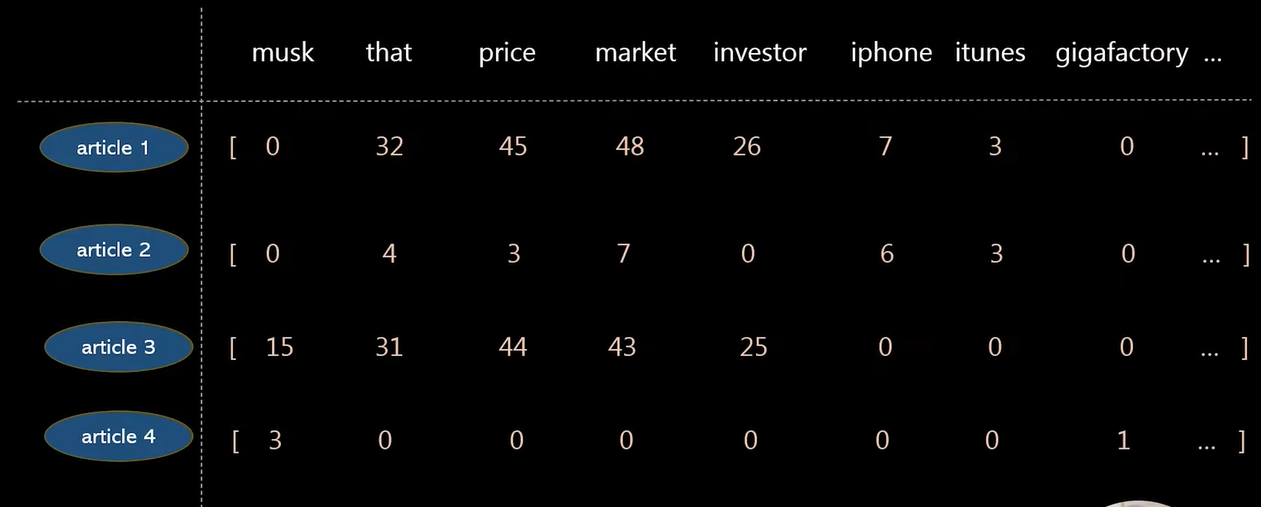 musk that price market investor iphone itunes gigafactory ...
article 1 [ 0 32 45 48 26 7 3 0 ... ]
article 2 [ 0 4 3 7 0 6 3 0 ... ]
article 3 [ 15 31 44 43 25 0 0 0 ... ]
article 4 [ 3 0 0 0 0 0 0 1 ... ]